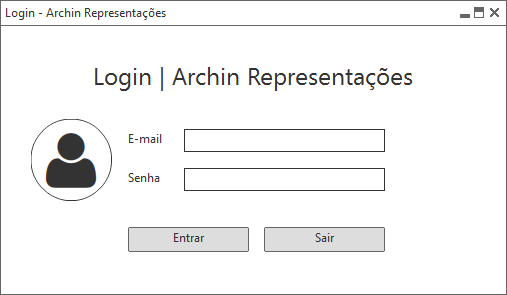 Login - Archin Representações
Login | Archin Representações
E-mail
Senha
Entrar
Sair